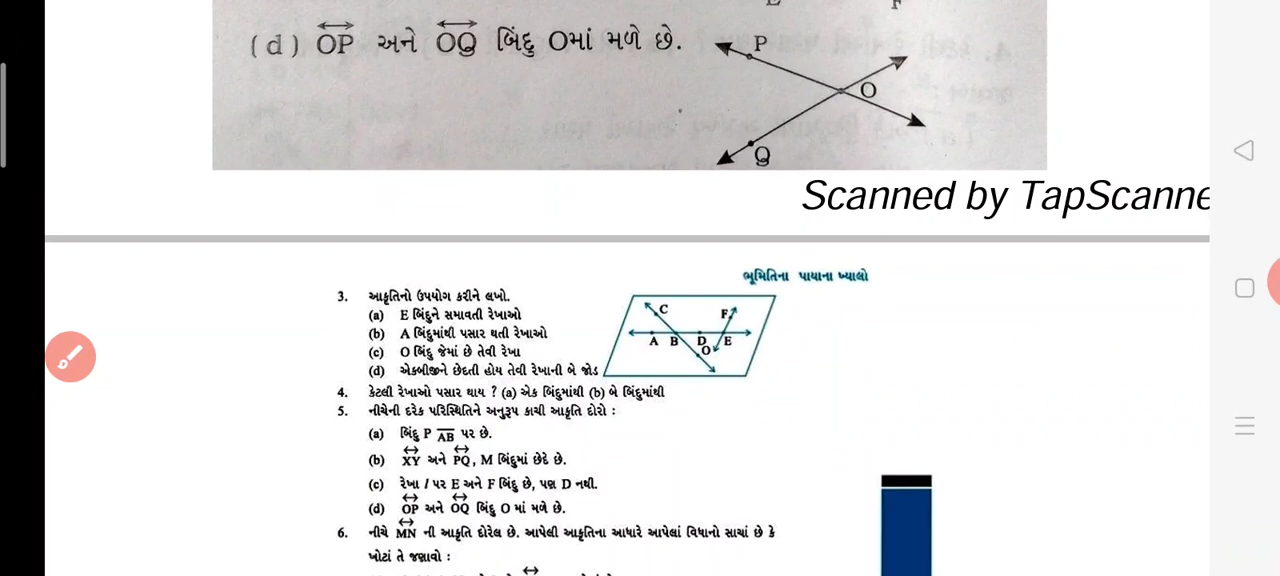 (d) OP અને OQ બિંદુ Oમાં મળે છે.
P
O
Q
Scanned by TapScanne
ભૂમિતિના પાયાના ખ્યાલો
3. આકૃતિનો ઉપયોગ કરીને લખો.
(a) E બિંદુને સમાવતી રેખાઓ
(b) A બિંદુમાંથી પસાર થતી રેખાઓ
(c) O બિંદુ જેમાં છે તેવી રેખા
(d) એકબીજીને છેદતી હોય તેવી રેખાની બે જોડ
C F
A B D E
O
4. કેટલી રેખાઓ પસાર થાય ? (a) એક બિંદુમાંથી (b) બે બિંદુમાંથી
5. નીચેની દરેક પરિસ્થિતિને અનુરૂપ કાચી આકૃતિ દોરો :
(a) બિંદુ P AB પર છે.
(b) XY અને PQ, M બિંદુમાં છેદે છે.
(c) રેખા l પર E અને F બિંદુ છે, પણ D નથી.
(d) OP અને OQ બિંદુ O માં મળે છે.
6. નીચે MN ની આકૃતિ દોરેલ છે. આપેલી આકૃતિના આધારે આપેલાં વિધાનો સાચાં છે કે
ખોટાં તે જણાવો :